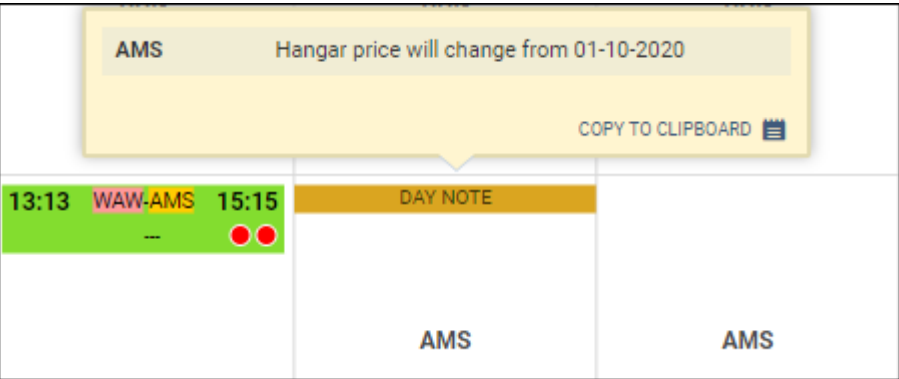 AMS Hangar price will change from 01-10-2020
COPY TO CLIPBOARD
13:13 WAW-AMS 15:15
---
DAY NOTE
AMS
AMS